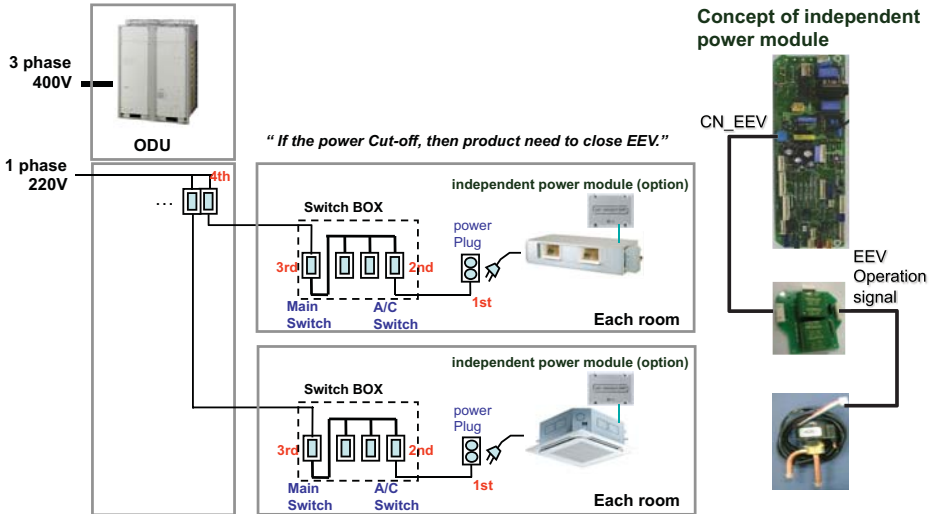 Concept of independent
power module
3 phase
400V
ODU
CN_EEV
“ If the power Cut-off, then product need to close EEV.”
1 phase
220V
4th
...
independent power module (option)
Switch BOX
power
Plug
3rd
2nd
1st
Main
Switch
A/C
Switch
Each room
EEV
Operation
signal
independent power module (option)
Switch BOX
power
Plug
3rd
2nd
1st
Main
Switch
A/C
Switch
Each room